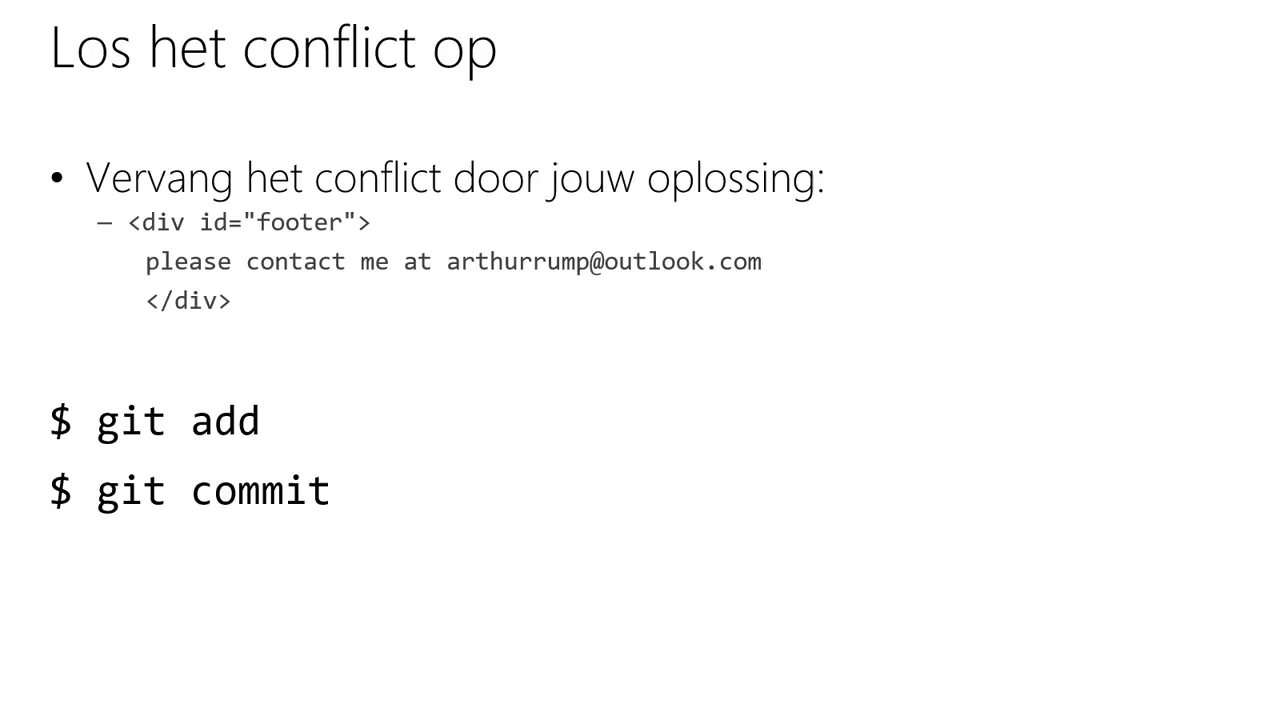 Los het conflict op
• Vervang het conflict door jouw oplossing:
– <div id="footer">
please contact me at arthurrump@outlook.com
</div>
$ git add
$ git commit